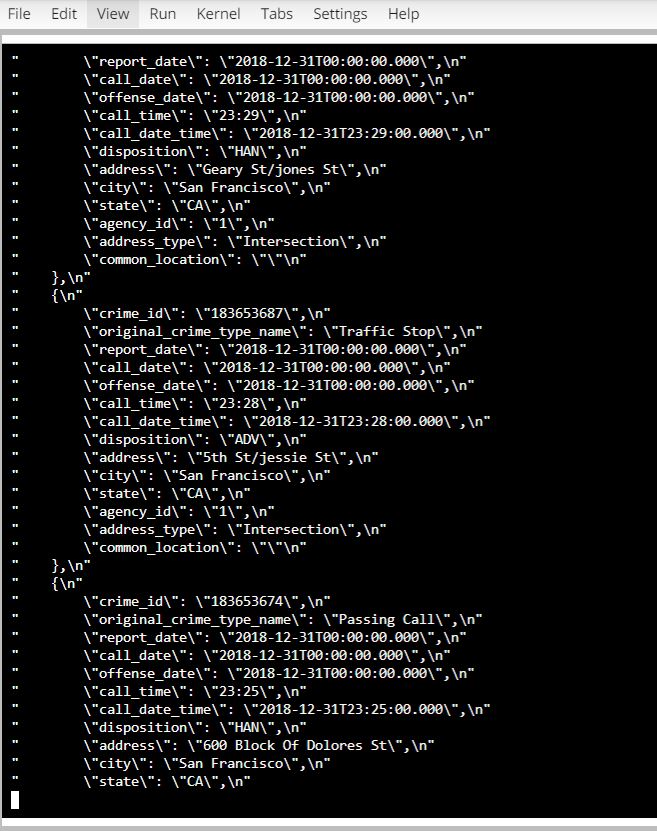 File Edit View Run Kernel Tabs Settings Help
"        \"report_date\": \"2018-12-31T00:00:00.000\",\n"
"        \"call_date\": \"2018-12-31T00:00:00.000\",\n"
"        \"offense_date\": \"2018-12-31T00:00:00.000\",\n"
"        \"call_time\": \"23:29\",\n"
"        \"call_date_time\": \"2018-12-31T23:29:00.000\",\n"
"        \"disposition\": \"HAN\",\n"
"        \"address\": \"Geary St/jones St\",\n"
"        \"city\": \"San Francisco\",\n"
"        \"state\": \"CA\",\n"
"        \"agency_id\": \"1\",\n"
"        \"address_type\": \"Intersection\",\n"
"        \"common_location\": \"\"\n"
"    },\n"
"    {\n"
"        \"crime_id\": \"183653687\",\n"
"        \"original_crime_type_name\": \"Traffic Stop\",\n"
"        \"report_date\": \"2018-12-31T00:00:00.000\",\n"
"        \"call_date\": \"2018-12-31T00:00:00.000\",\n"
"        \"offense_date\": \"2018-12-31T00:00:00.000\",\n"
"        \"call_time\": \"23:28\",\n"
"        \"call_date_time\": \"2018-12-31T23:28:00.000\",\n"
"        \"disposition\": \"ADV\",\n"
"        \"address\": \"5th St/jessie St\",\n"
"        \"city\": \"San Francisco\",\n"
"        \"state\": \"CA\",\n"
"        \"agency_id\": \"1\",\n"
"        \"address_type\": \"Intersection\",\n"
"        \"common_location\": \"\"\n"
"    },\n"
"    {\n"
"        \"crime_id\": \"183653674\",\n"
"        \"original_crime_type_name\": \"Passing Call\",\n"
"        \"report_date\": \"2018-12-31T00:00:00.000\",\n"
"        \"call_date\": \"2018-12-31T00:00:00.000\",\n"
"        \"offense_date\": \"2018-12-31T00:00:00.000\",\n"
"        \"call_time\": \"23:25\",\n"
"        \"call_date_time\": \"2018-12-31T23:25:00.000\",\n"
"        \"disposition\": \"HAN\",\n"
"        \"address\": \"600 Block Of Dolores St\",\n"
"        \"city\": \"San Francisco\",\n"
"        \"state\": \"CA\",\n"